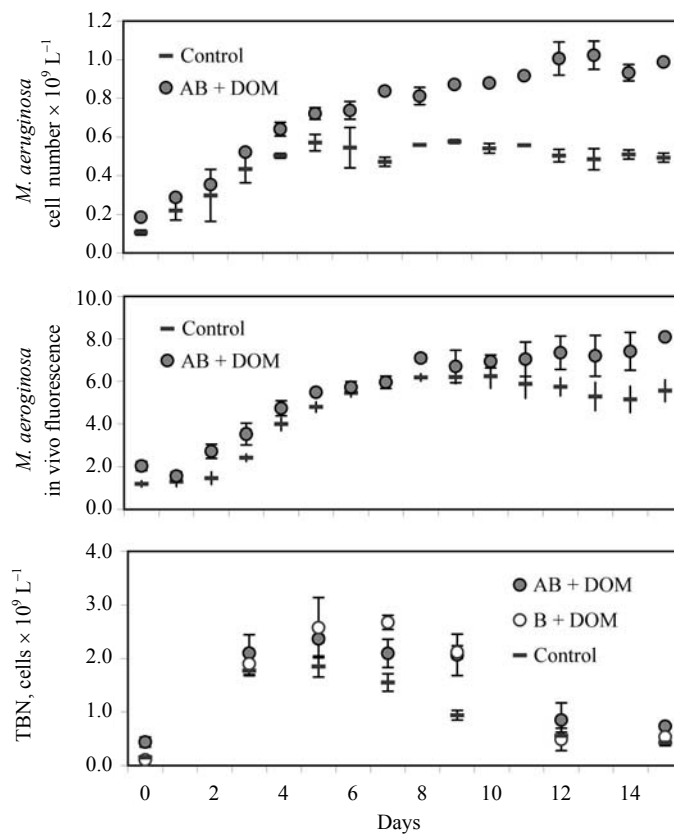 M. aeruginosa
cell number × 10⁹ L⁻¹
1.2
1.0
0.8
0.6
0.4
0.2
0.0
Control
AB + DOM
M. aeroginosa
in vivo fluorescence
10.0
8.0
6.0
4.0
2.0
0.0
Control
AB + DOM
TBN, cells × 10⁹ L⁻¹
4.0
3.0
2.0
1.0
0.0
AB + DOM
B + DOM
Control
0 2 4 6 8 10 12 14
Days